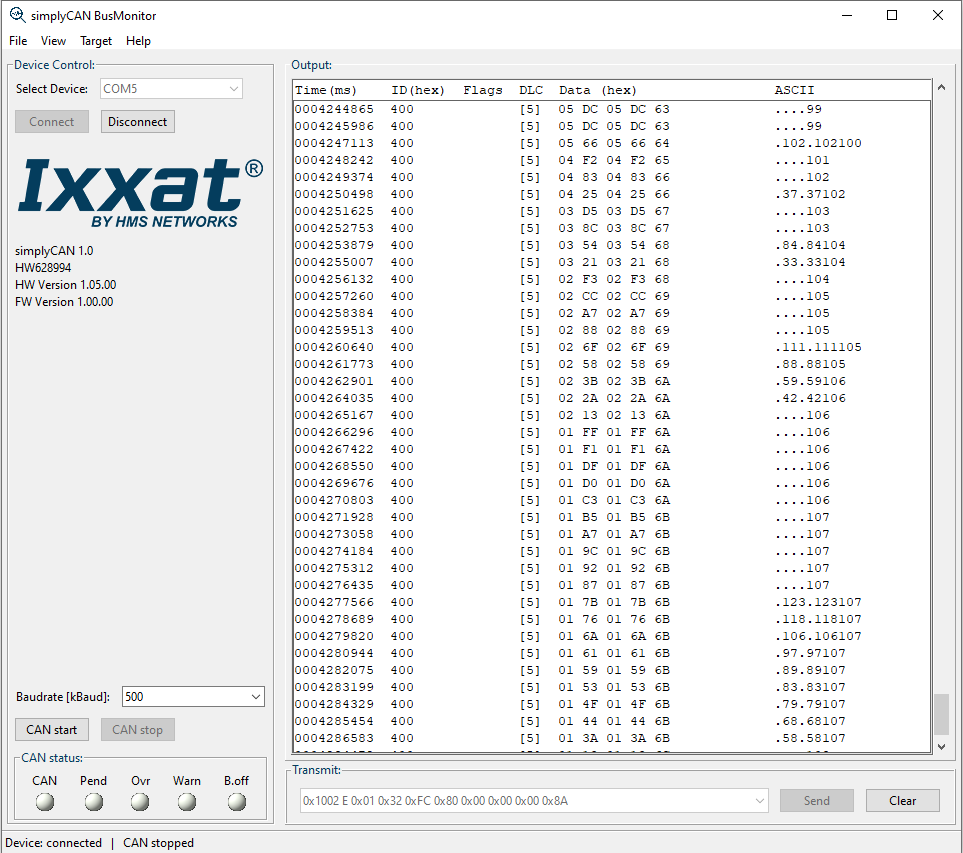 simplyCAN BusMonitor
File View Target Help
Device Control:
Select Device: COM5
Connect Disconnect
Ixxat®
BY HMS NETWORKS
simplyCAN 1.0
HW628994
HW Version 1.05.00
FW Version 1.00.00
Baudrate [kBaud]: 500
CAN start CAN stop
CAN status:
CAN Pend Ovr Warn B.off
Output:
Time(ms) ID(hex) Flags DLC Data (hex) ASCII
0004244865 400 [5] 05 DC 05 DC 63 ....99
0004245986 400 [5] 05 DC 05 DC 63 ....99
0004247113 400 [5] 05 66 05 66 64 .102.102100
0004248242 400 [5] 04 F2 04 F2 65 ....101
0004249374 400 [5] 04 83 04 83 66 ....102
0004250498 400 [5] 04 25 04 25 66 .37.37102
0004251625 400 [5] 03 D5 03 D5 67 ....103
0004252753 400 [5] 03 8C 03 8C 67 ....103
0004253879 400 [5] 03 54 03 54 68 .84.84104
0004255007 400 [5] 03 21 03 21 68 .33.33104
0004256132 400 [5] 02 F3 02 F3 68 ....104
0004257260 400 [5] 02 CC 02 CC 69 ....105
0004258384 400 [5] 02 A7 02 A7 69 ....105
0004259513 400 [5] 02 88 02 88 69 ....105
0004260640 400 [5] 02 6F 02 6F 69 .111.111105
0004261773 400 [5] 02 58 02 58 69 .88.88105
0004262901 400 [5] 02 3B 02 3B 6A .59.59106
0004264035 400 [5] 02 2A 02 2A 6A .42.42106
0004265167 400 [5] 02 13 02 13 6A ....106
0004266296 400 [5] 01 FF 01 FF 6A ....106
0004267422 400 [5] 01 F1 01 F1 6A ....106
0004268550 400 [5] 01 DF 01 DF 6A ....106
0004269676 400 [5] 01 D0 01 D0 6A ....106
0004270803 400 [5] 01 C3 01 C3 6A ....106
0004271928 400 [5] 01 B5 01 B5 6B ....107
0004273058 400 [5] 01 A7 01 A7 6B ....107
0004274184 400 [5] 01 9C 01 9C 6B ....107
0004275312 400 [5] 01 92 01 92 6B ....107
0004276435 400 [5] 01 87 01 87 6B ....107
0004277566 400 [5] 01 7B 01 7B 6B .123.123107
0004278689 400 [5] 01 76 01 76 6B .118.118107
0004279820 400 [5] 01 6A 01 6A 6B .106.106107
0004280944 400 [5] 01 61 01 61 6B .97.97107
0004282075 400 [5] 01 59 01 59 6B .89.89107
0004283199 400 [5] 01 53 01 53 6B .83.83107
0004284329 400 [5] 01 4F 01 4F 6B .79.79107
0004285454 400 [5] 01 44 01 44 6B .68.68107
0004286583 400 [5] 01 3A 01 3A 6B .58.58107
Transmit:
0x1002 E 0x01 0x32 0xFC 0x80 0x00 0x00 0x00 0x8A
Send Clear
Device: connected | CAN stopped